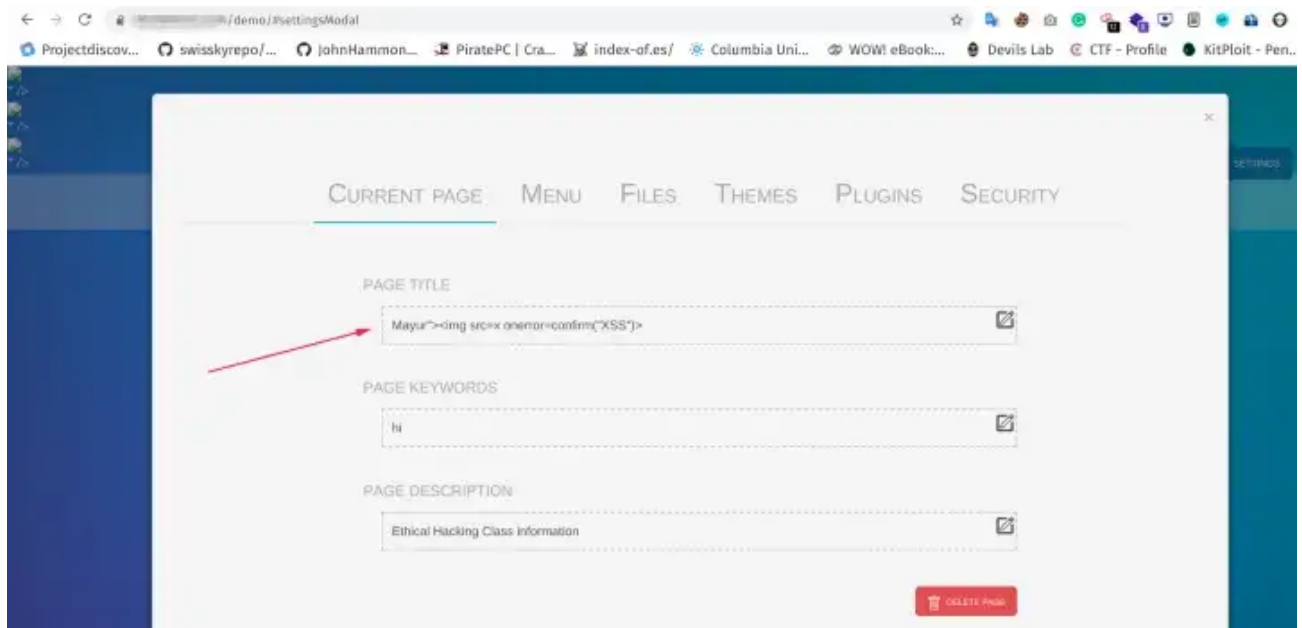 /demo/#settingsModal
Projectdiscov... swisskyrepo/... JohnHammon... PiratePC | Cra... index-of.es/ Columbia Uni... WOW! eBook:... Devils Lab CTF - Profile KitPloit - Pen...
" />
" />
" />
×
SETTINGS
CURRENT PAGE MENU FILES THEMES PLUGINS SECURITY
PAGE TITLE
Mayur"><img src=x onerror=confirm("XSS")>
PAGE KEYWORDS
hi
PAGE DESCRIPTION
Ethical Hacking Class information
DELETE PAGE